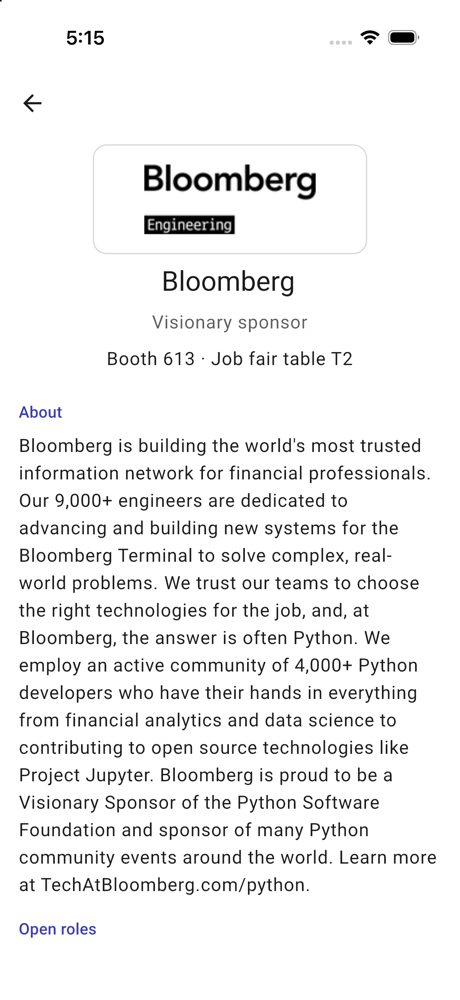 5:15
Bloomberg
Engineering
Bloomberg
Visionary sponsor
Booth 613 · Job fair table T2
About
Bloomberg is building the world's most trusted
information network for financial professionals.
Our 9,000+ engineers are dedicated to
advancing and building new systems for the
Bloomberg Terminal to solve complex, real-
world problems. We trust our teams to choose
the right technologies for the job, and, at
Bloomberg, the answer is often Python. We
employ an active community of 4,000+ Python
developers who have their hands in everything
from financial analytics and data science to
contributing to open source technologies like
Project Jupyter. Bloomberg is proud to be a
Visionary Sponsor of the Python Software
Foundation and sponsor of many Python
community events around the world. Learn more
at TechAtBloomberg.com/python.
Open roles